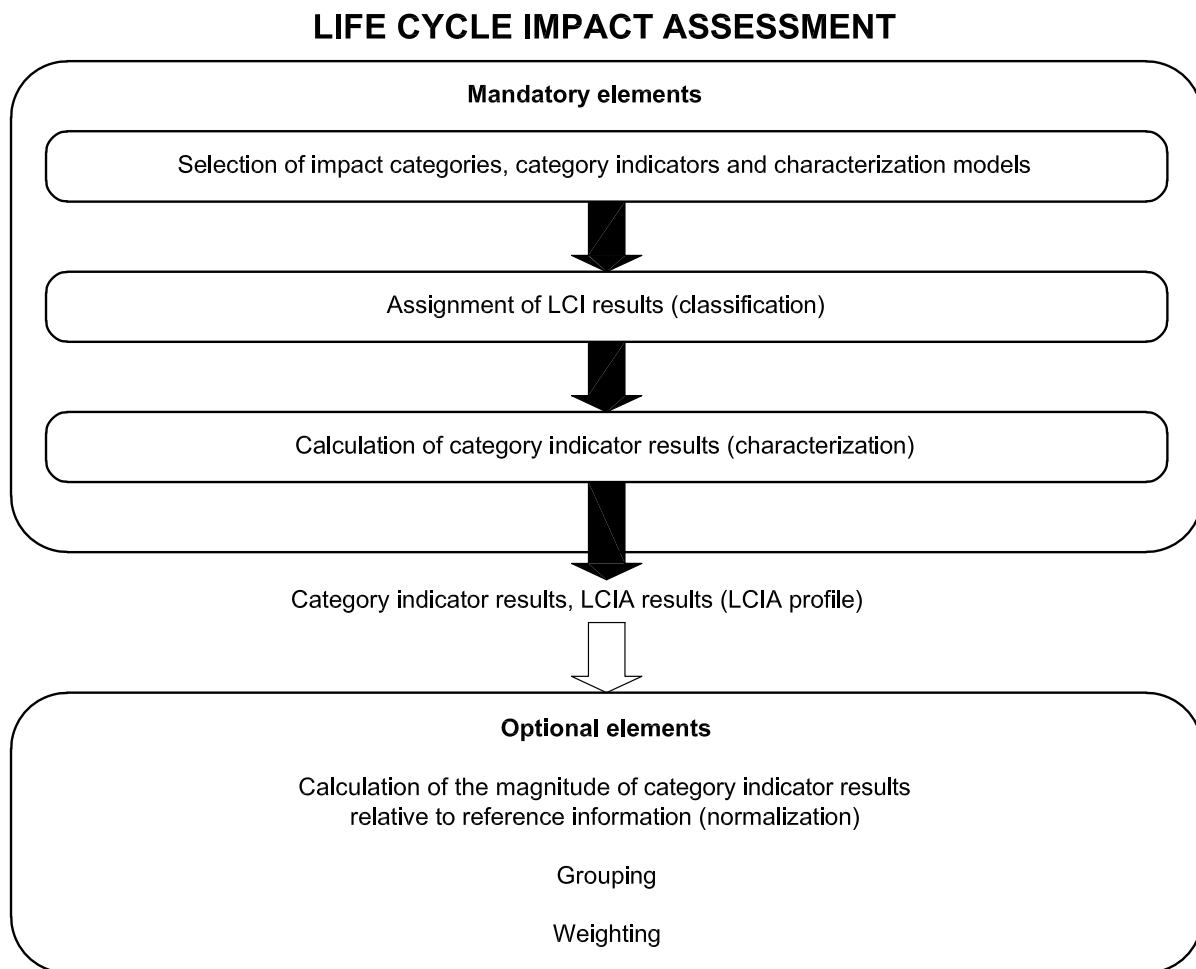 LIFE CYCLE IMPACT ASSESSMENT
Mandatory elements
Selection of impact categories, category indicators and characterization models
Assignment of LCI results (classification)
Calculation of category indicator results (characterization)
Category indicator results, LCIA results (LCIA profile)
Optional elements
Calculation of the magnitude of category indicator results
relative to reference information (normalization)
Grouping
Weighting